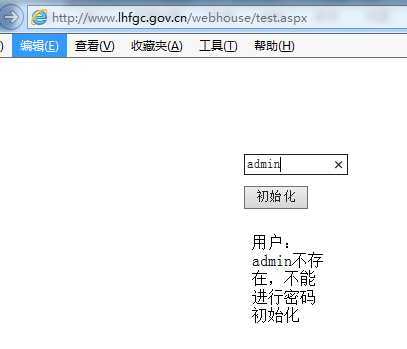 http://www.lhfgc.gov.cn/webhouse/test.aspx
编辑(E) 查看(V) 收藏夹(A) 工具(T) 帮助(H)
admin
初始化
用户：
admin不存
在，不能
进行密码
初始化